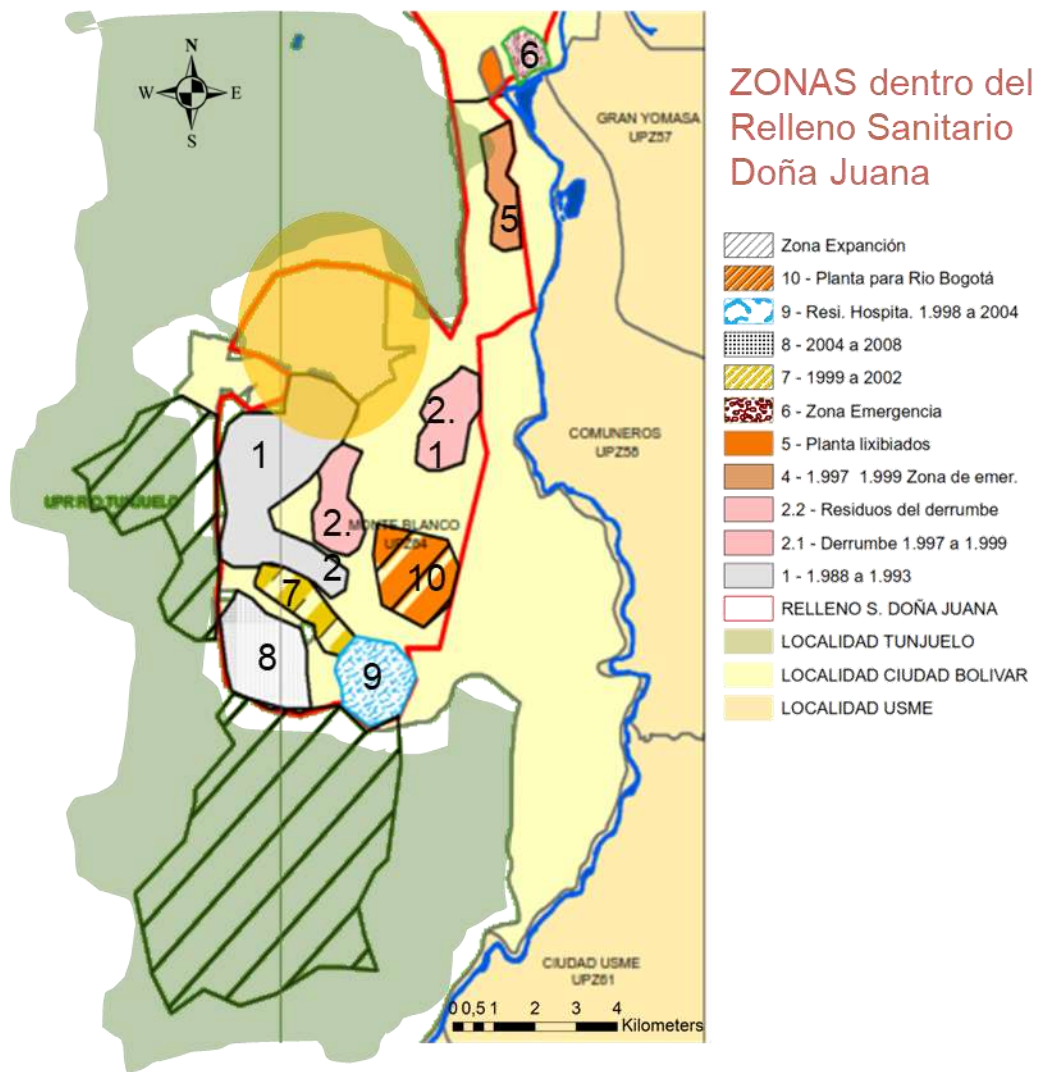 ZONAS dentro del
Relleno Sanitario
Doña Juana
N
W E
S
6
GRAN YOMASA
UPZ57
5
2.
1
1
COMUNEROS
UPZ58
UPR RIO TUNJUELO
2.
2
MONTE BLANCO
UPZ64
7
10
8
9
CIUDAD USME
UPZ61
0 0,5 1 2 3 4
Kilometers
Zona Expanción
10 - Planta para Rio Bogotá
9 - Resi. Hospita. 1.998 a 2004
8 - 2004 a 2008
7 - 1999 a 2002
6 - Zona Emergencia
5 - Planta lixibiados
4 - 1.997 1.999 Zona de emer.
2.2 - Residuos del derrumbe
2.1 - Derrumbe 1.997 a 1.999
1 - 1.988 a 1.993
RELLENO S. DOÑA JUANA
LOCALIDAD TUNJUELO
LOCALIDAD CIUDAD BOLIVAR
LOCALIDAD USME